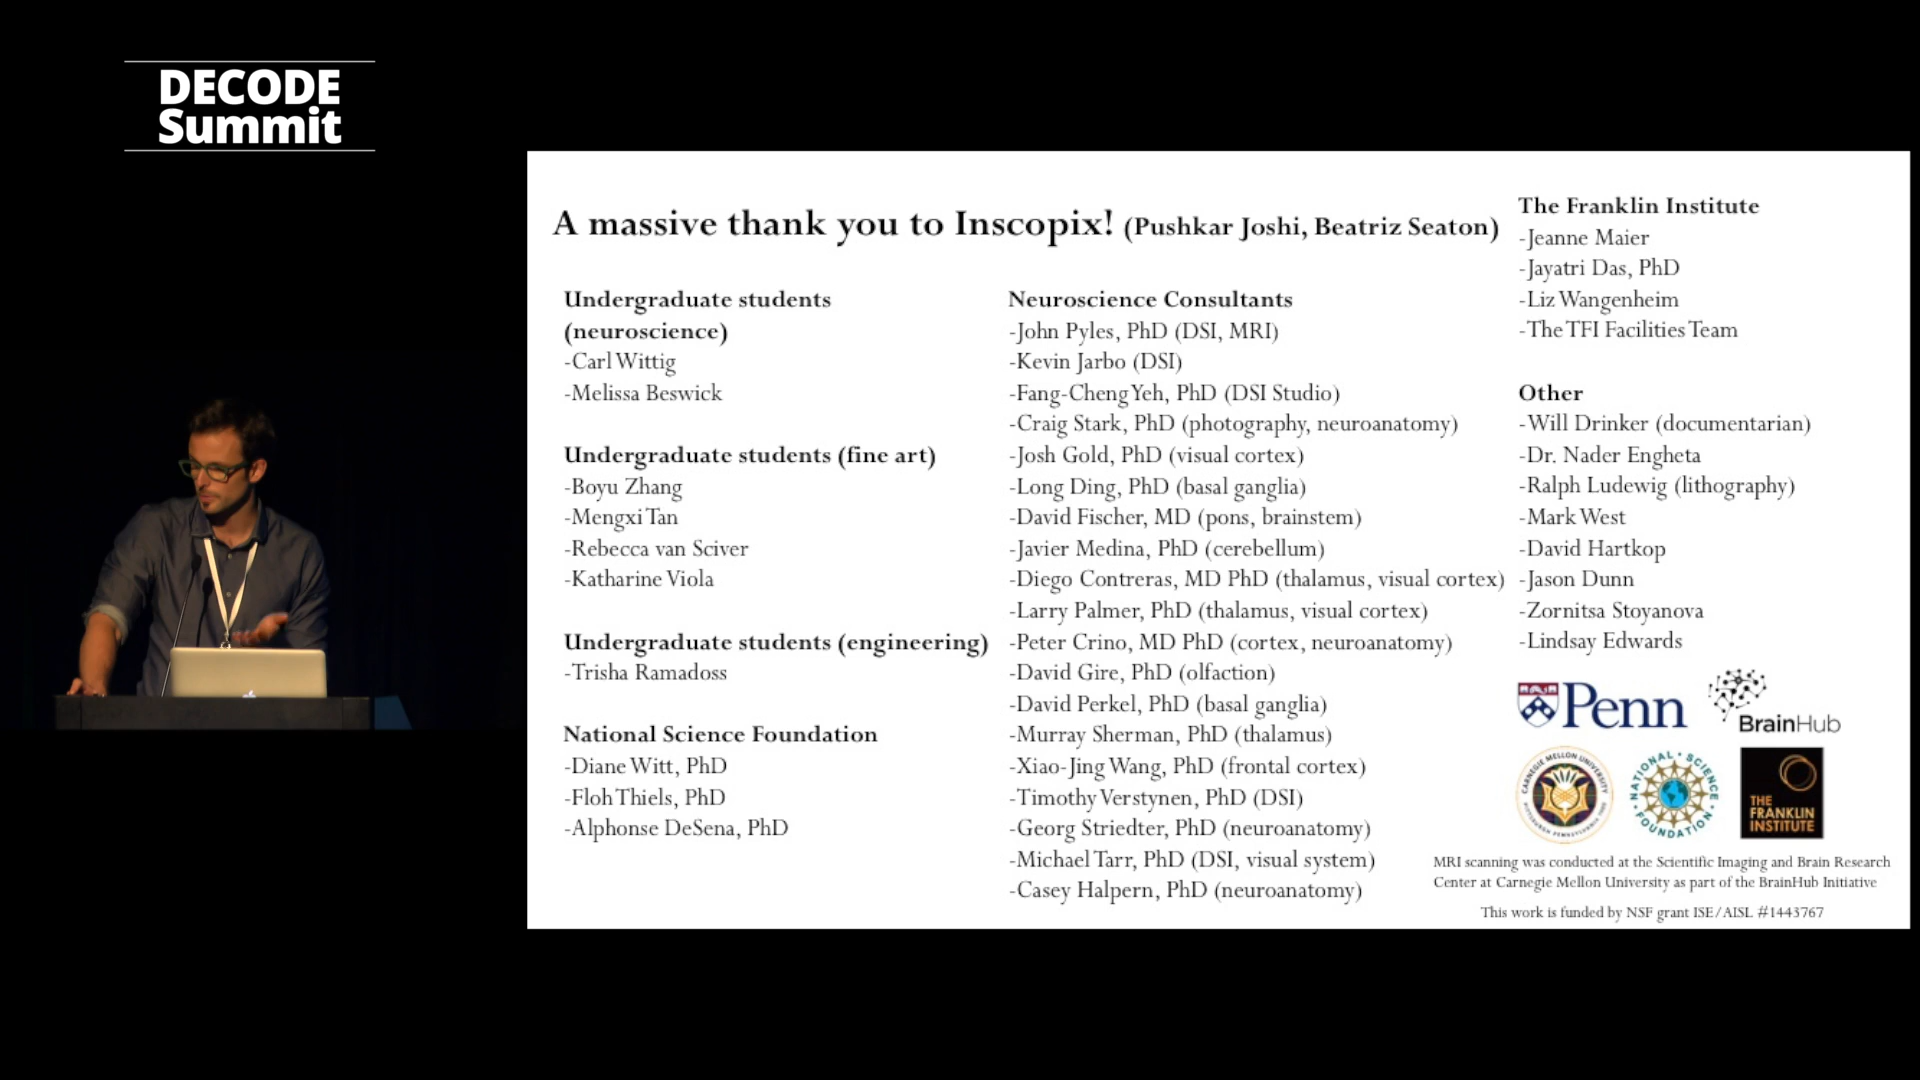 DECODE
Summit
A massive thank you to Inscopix! (Pushkar Joshi, Beatriz Seaton)
Undergraduate students
(neuroscience)
-Carl Wittig
-Melissa Beswick
Undergraduate students (fine art)
-Boyu Zhang
-Mengxi Tan
-Rebecca van Sciver
-Katharine Viola
Undergraduate students (engineering)
-Trisha Ramadoss
National Science Foundation
-Diane Witt, PhD
-Floh Thiels, PhD
-Alphonse DeSena, PhD
Neuroscience Consultants
-John Pyles, PhD (DSI, MRI)
-Kevin Jarbo (DSI)
-Fang-Cheng Yeh, PhD (DSI Studio)
-Craig Stark, PhD (photography, neuroanatomy)
-Josh Gold, PhD (visual cortex)
-Long Ding, PhD (basal ganglia)
-David Fischer, MD (pons, brainstem)
-Javier Medina, PhD (cerebellum)
-Diego Contreras, MD PhD (thalamus, visual cortex)
-Larry Palmer, PhD (thalamus, visual cortex)
-Peter Crino, MD PhD (cortex, neuroanatomy)
-David Gire, PhD (olfaction)
-David Perkel, PhD (basal ganglia)
-Murray Sherman, PhD (thalamus)
-Xiao-Jing Wang, PhD (frontal cortex)
-Timothy Verstynen, PhD (DSI)
-Georg Striedter, PhD (neuroanatomy)
-Michael Tarr, PhD (DSI, visual system)
-Casey Halpern, PhD (neuroanatomy)
The Franklin Institute
-Jeanne Maier
-Jayatri Das, PhD
-Liz Wangenheim
-The TFI Facilities Team
Other
-Will Drinker (documentarian)
-Dr. Nader Engheta
-Ralph Ludewig (lithography)
-Mark West
-David Hartkop
-Jason Dunn
-Zornitsa Stoyanova
-Lindsay Edwards
Penn
BrainHub
CARNEGIE MELLON UNIVERSITY
PITTSBURGH PENNSYLVANIA 1900
NATIONAL SCIENCE
FOUNDATION
THE
FRANKLIN
INSTITUTE
MRI scanning was conducted at the Scientific Imaging and Brain Research
Center at Carnegie Mellon University as part of the BrainHub Initiative
This work is funded by NSF grant ISE/AISL #1443767